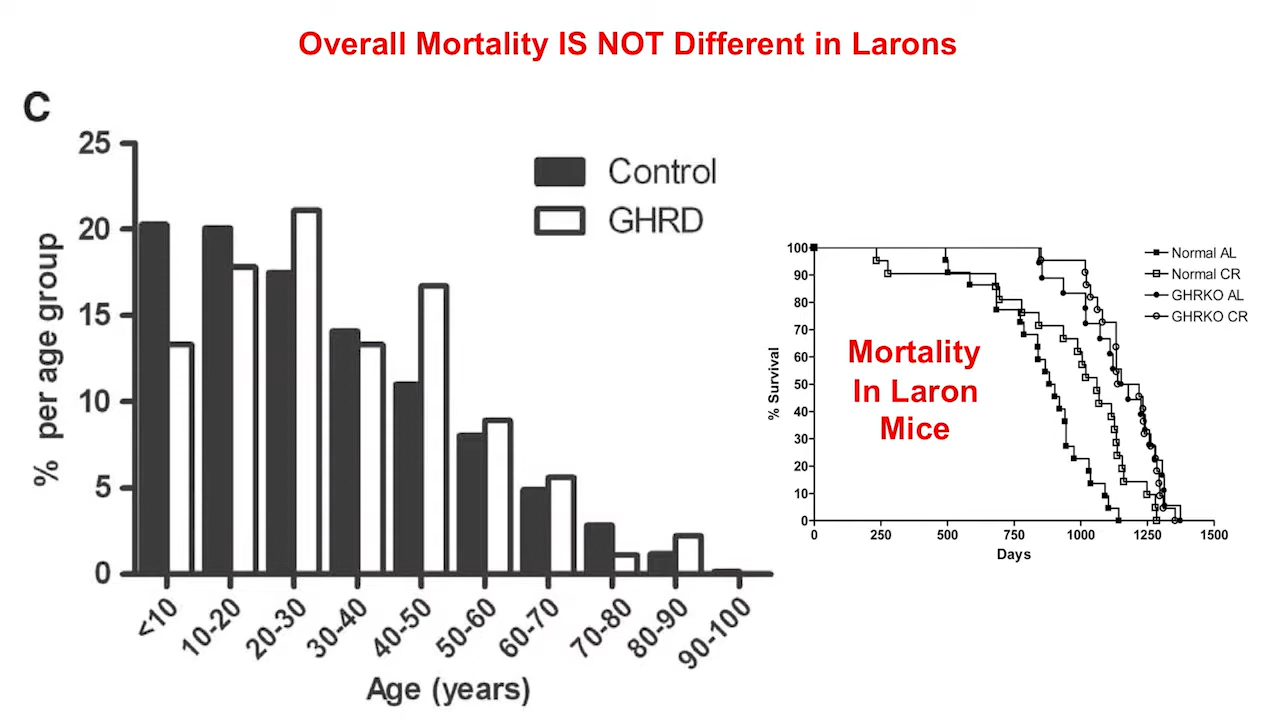 Overall Mortality IS NOT Different in Larons
C
25
20
15
10
5
0
% per age group
Control
GHRD
<10
10-20
20-30
30-40
40-50
50-60
60-70
70-80
80-90
90-100
Age (years)
100
90
80
70
60
50
40
30
20
10
0
% Survival
Normal AL
Normal CR
GHRKO AL
GHRKO CR
Mortality
In Laron
Mice
0 250 500 750 1000 1250 1500
Days